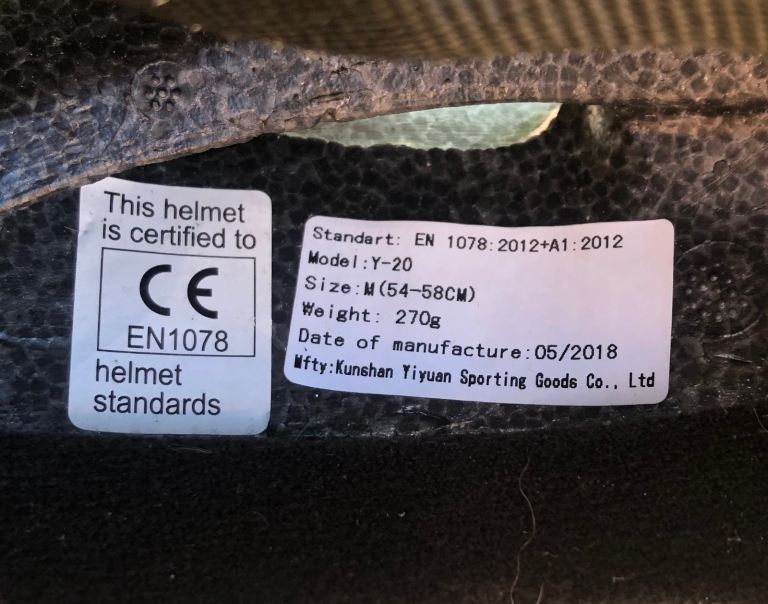 This helmet
is certified to
CE
EN1078
helmet
standards
Standart: EN 1078:2012+A1:2012
Model:Y-20
Size:M(54-58CM)
Weight: 270g
Date of manufacture:05/2018
Mfty:Kunshan Yiyuan Sporting Goods Co., Ltd